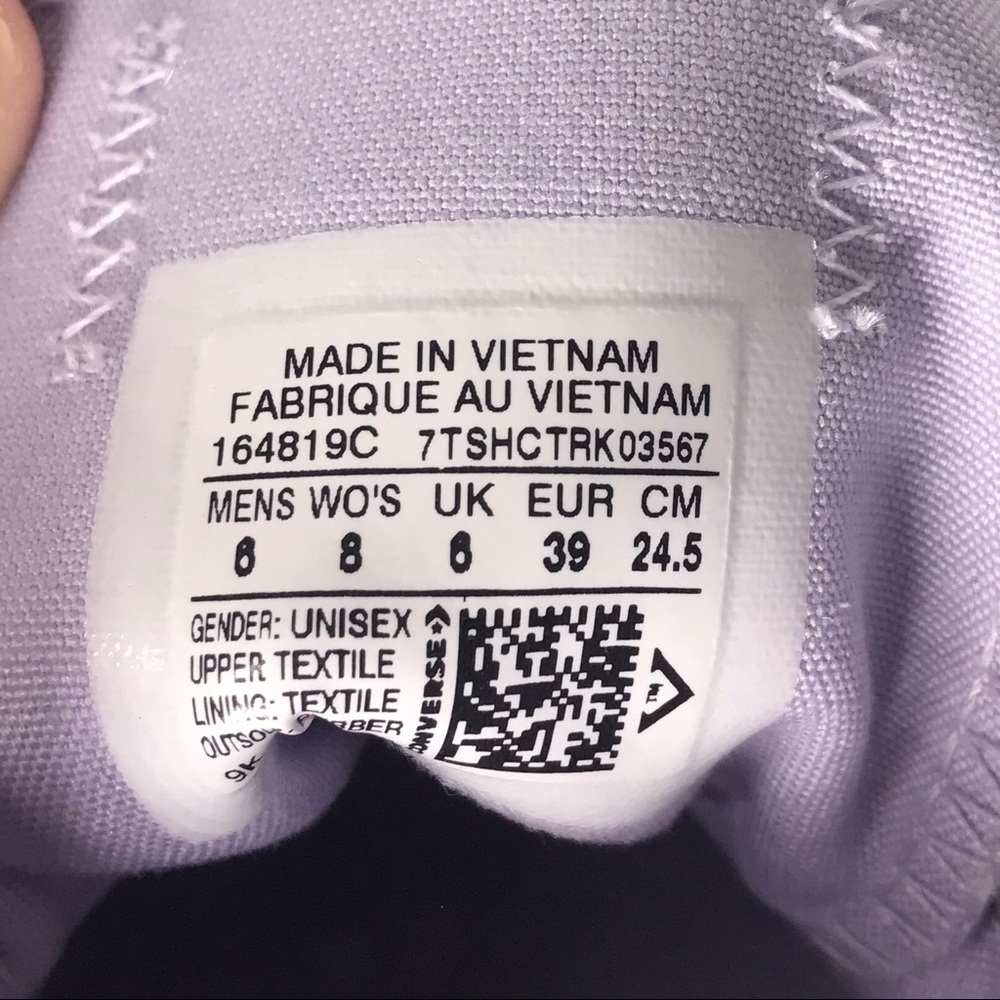 MADE IN VIETNAM
FABRIQUE AU VIETNAM
164819C 7TSHCTRK03567
MENS WO'S UK EUR CM
6 8 6 39 24.5
GENDER: UNISEX
UPPER TEXTILE
LINING: TEXTILE
CONVERSE